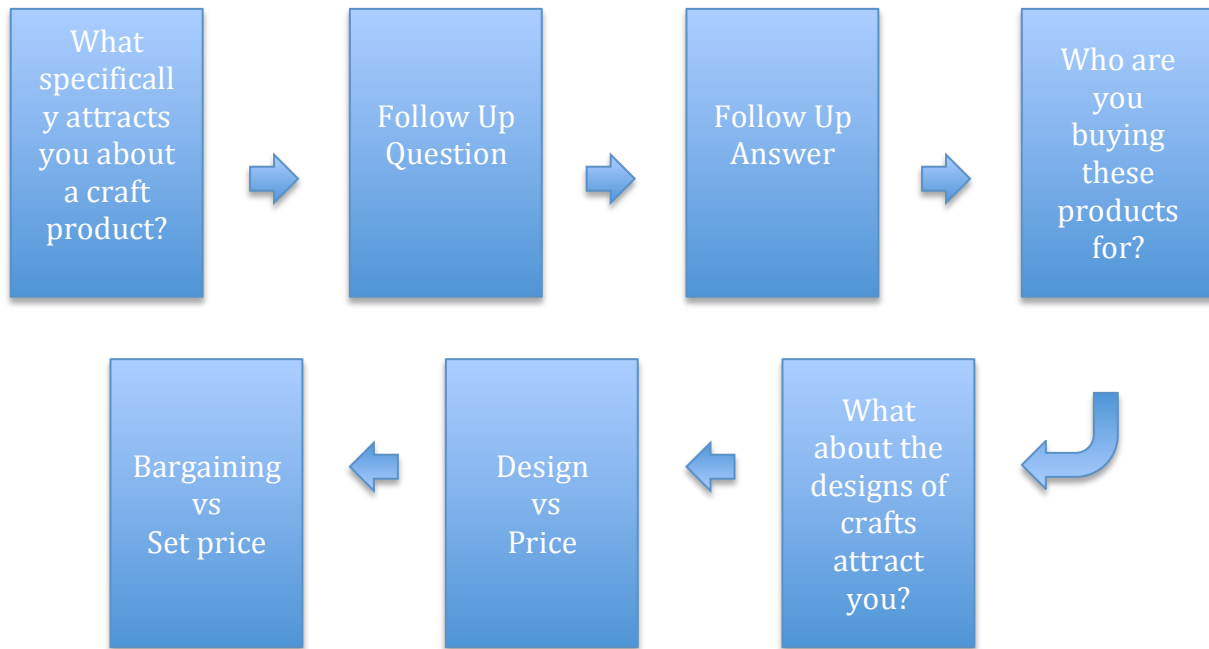 What
specificall
y attracts
you about
a craft
product?
Follow Up
Question
Follow Up
Answer
Who are
you
buying
these
products
for?
What
about the
designs of
crafts
attract
you?
Design
vs
Price
Bargaining
vs
Set price